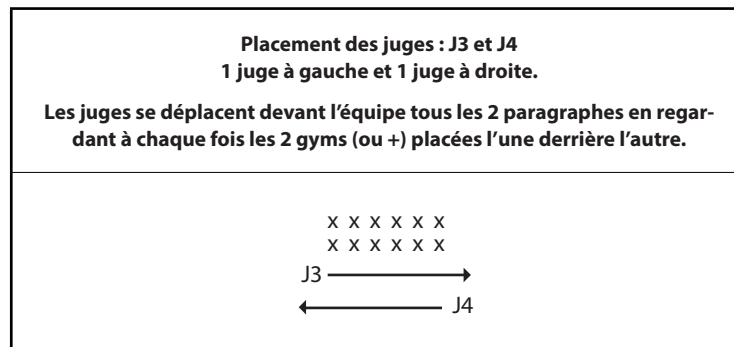 Placement des juges : J3 et J4
1 juge à gauche et 1 juge à droite.
Les juges se déplacent devant l’équipe tous les 2 paragraphes en regar-
dant à chaque fois les 2 gyms (ou +) placées l’une derrière l’autre.
x x x x x x
x x x x x x
J3
J4